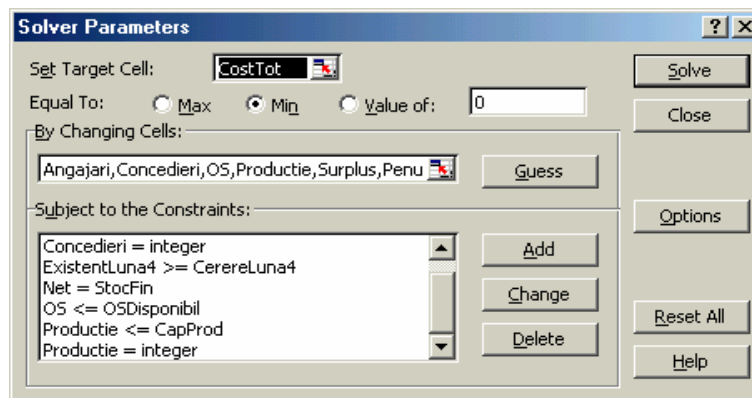 Solver Parameters
Set Target Cell: CostTot Solve
Equal To: Max Min Value of: 0 Close
By Changing Cells:
Angajari,Concedieri,OS,Productie,Surplus,Penu Guess
Subject to the Constraints: Options
Concedieri = integer Add
ExistentLuna4 >= CerereLuna4
Net = StocFin Change
OS <= OSDisponibil
Productie <= CapProd Reset All
Productie = integer Delete
Help